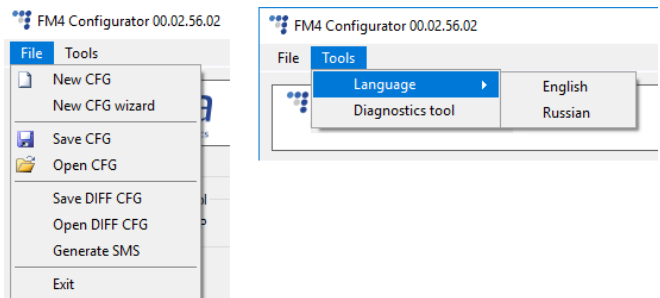 FM4 Configurator 00.02.56.02
File Tools
New CFG
New CFG wizard
Save CFG
Open CFG
Save DIFF CFG
Open DIFF CFG
Generate SMS
Exit
FM4 Configurator 00.02.56.02
File Tools
Language
Diagnostics tool
English
Russian